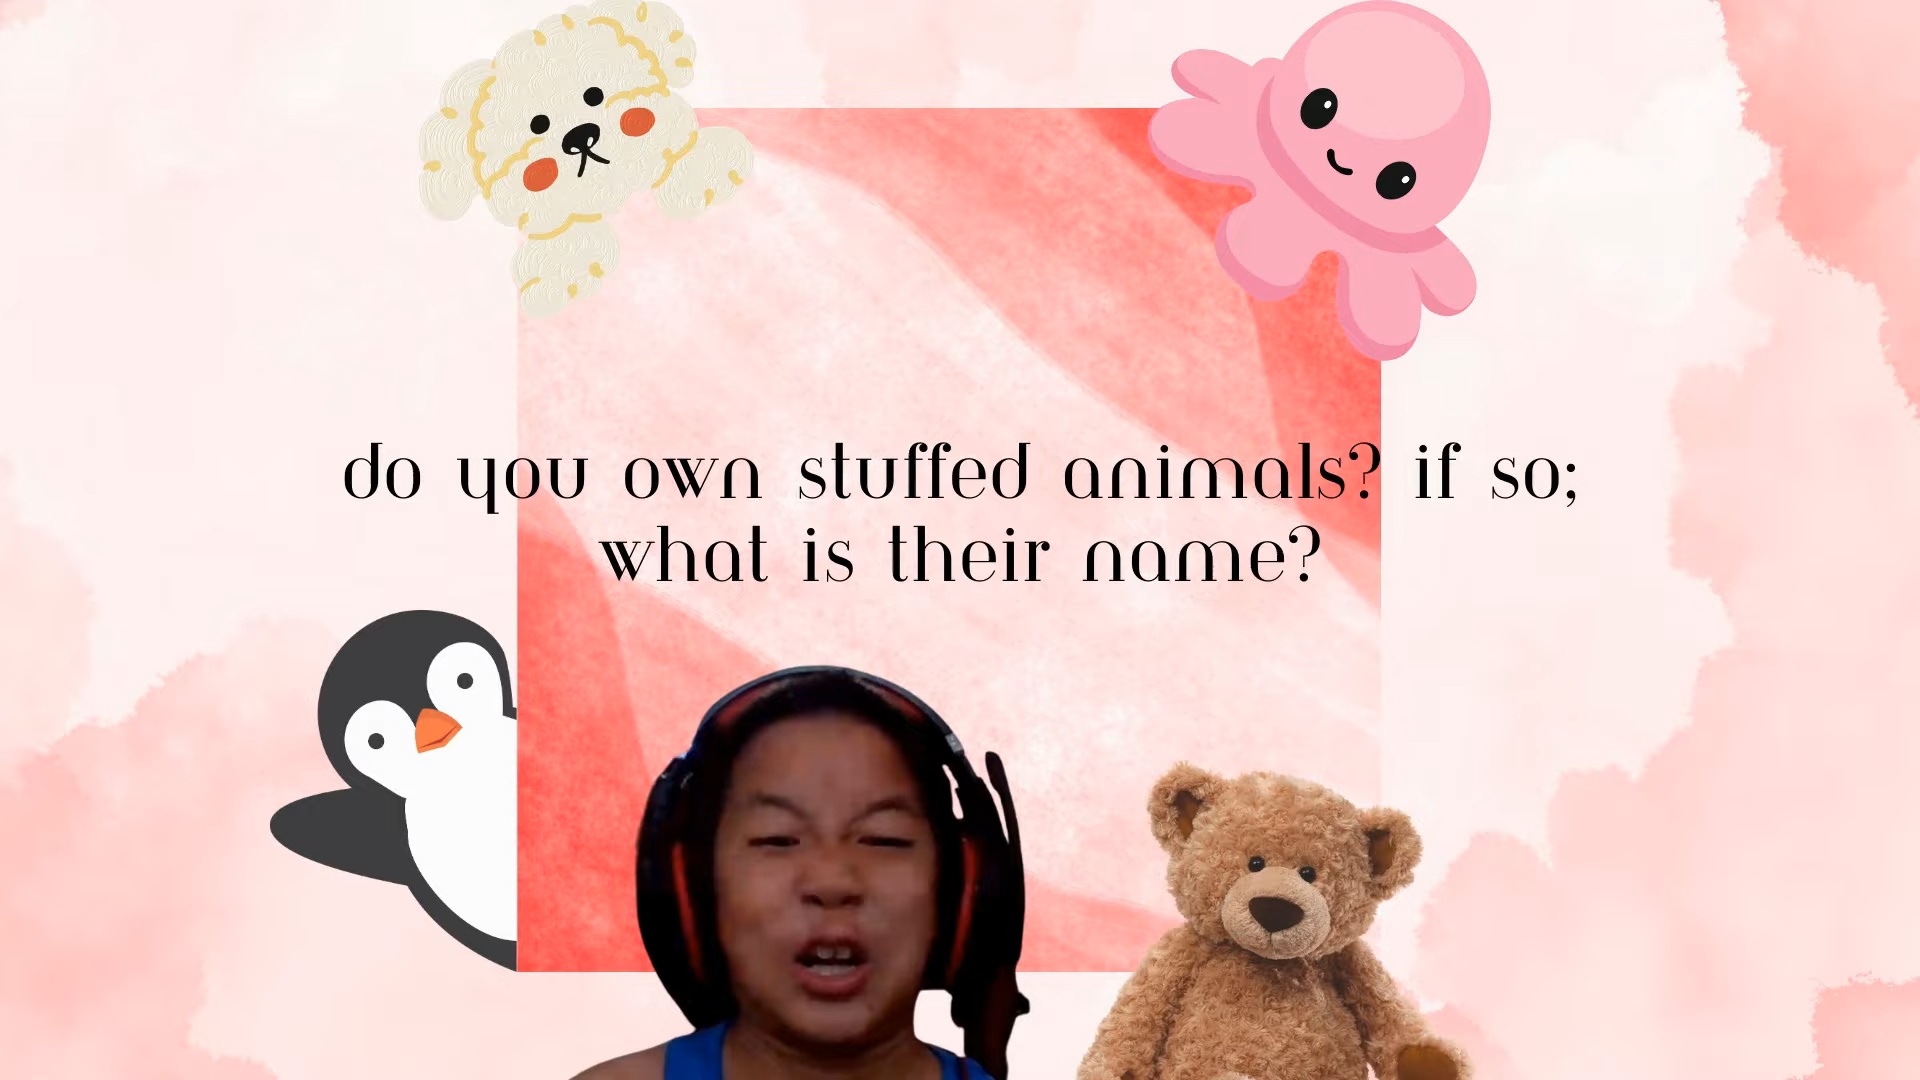 do you own stuffed animals? if so;
what is their name?